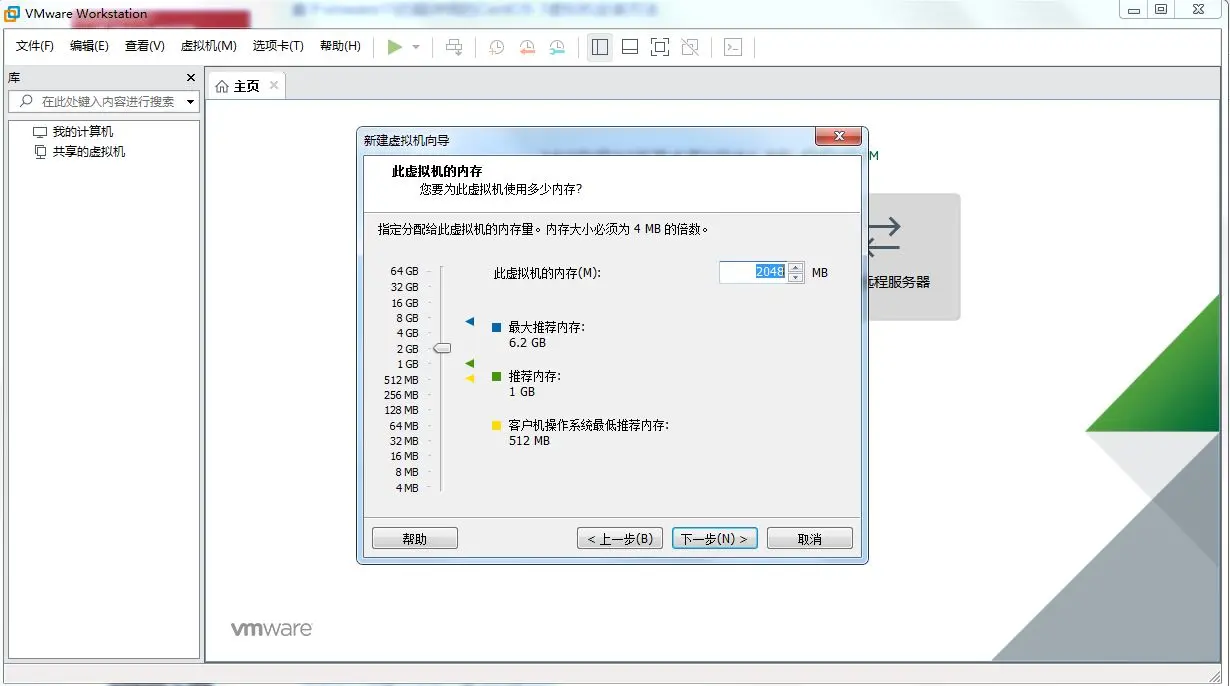 VMware Workstation
文件(F) 编辑(E) 查看(V) 虚拟机(M) 选项卡(T) 帮助(H)
库
在此处键入内容进行搜索
我的计算机
共享的虚拟机
主页
新建虚拟机向导
此虚拟机的内存
您要为此虚拟机使用多少内存?
指定分配给此虚拟机的内存量。内存大小必须为 4 MB 的倍数。
此虚拟机的内存(M): 2048 MB
64 GB
32 GB
16 GB
8 GB
4 GB
2 GB
1 GB
512 MB
256 MB
128 MB
64 MB
32 MB
16 MB
8 MB
4 MB
最大推荐内存:
6.2 GB
推荐内存:
1 GB
客户机操作系统最低推荐内存:
512 MB
帮助 < 上一步(B) 下一步(N) > 取消
M
远程服务器
vmware